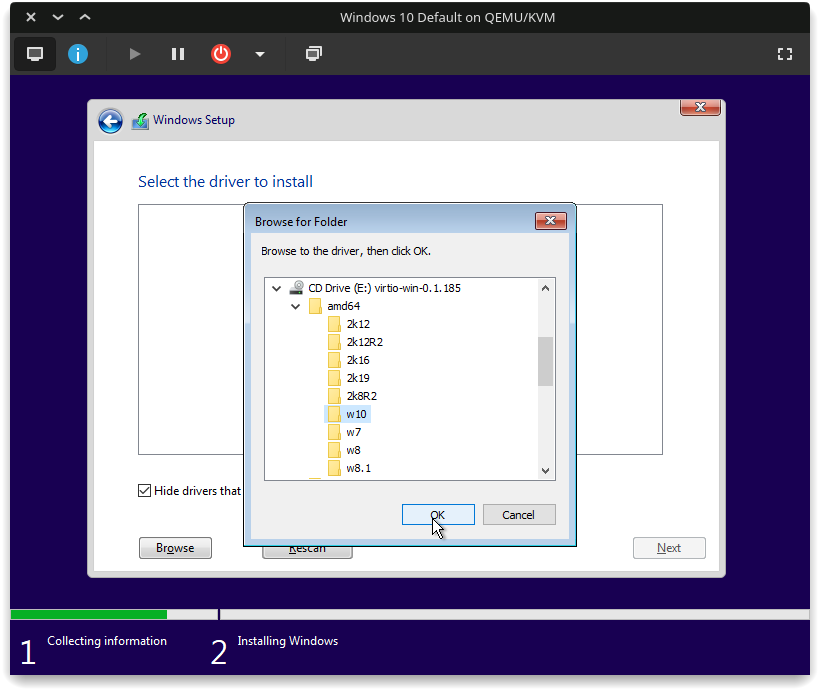 Windows 10 Default on QEMU/KVM
Windows Setup
Select the driver to install
Browse for Folder
Browse to the driver, then click OK.
CD Drive (E:) virtio-win-0.1.185
amd64
2k12
2k12R2
2k16
2k19
2k8R2
w10
w7
w8
w8.1
Hide drivers that
OK
Cancel
Browse
Rescan
Next
1 Collecting information
2 Installing Windows